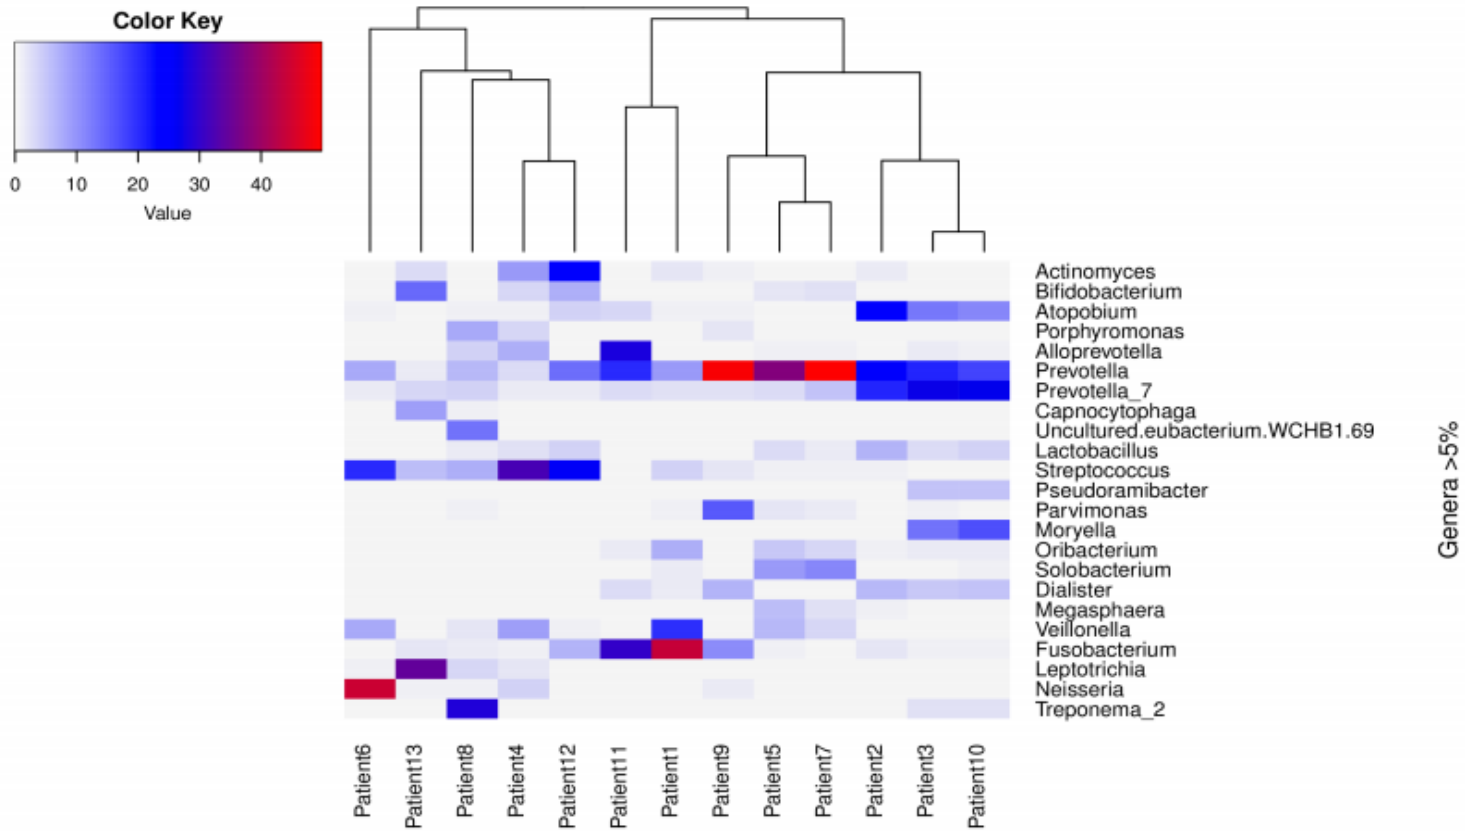 Color Key
0 10 20 30 40
Value
Actinomyces
Bifidobacterium
Atopobium
Porphyromonas
Alloprevotella
Prevotella
Prevotella_7
Capnocytophaga
Uncultured.eubacterium.WCHB1.69
Lactobacillus
Streptococcus
Pseudoramibacter
Parvimonas
Moryella
Oribacterium
Solobacterium
Dialister
Megasphaera
Veillonella
Fusobacterium
Leptotrichia
Neisseria
Treponema_2
Genera >5%
Patient6
Patient13
Patient8
Patient4
Patient12
Patient11
Patient1
Patient9
Patient5
Patient7
Patient2
Patient3
Patient10